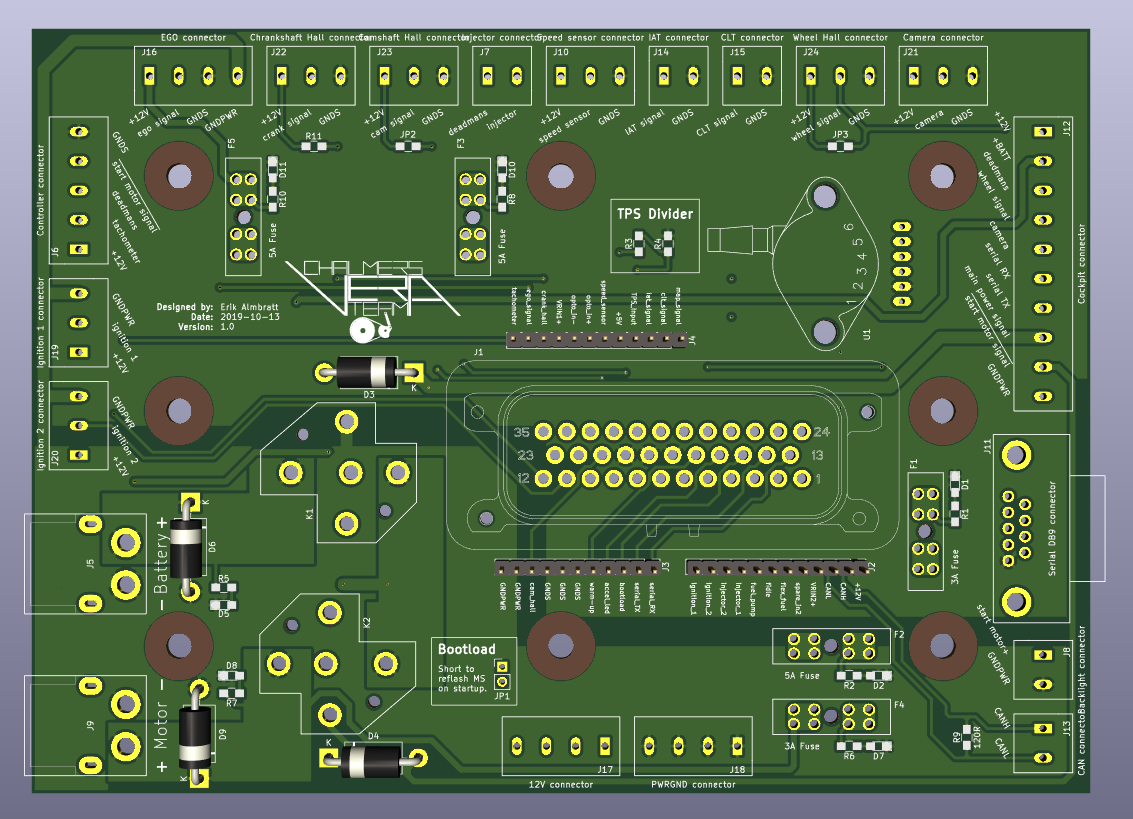 EGO connector
Chrankshaft Hall connector
Camshaft Hall connector
Injector connector
Speed sensor connector
IAT connector
CLT connector
Wheel Hall connector
Camera connector
J16
J22
J23
J7
J10
J14
J15
J24
J21
+12V
ego signal
GNDS
GNDPWR
+12V
crank signal
GNDS
+12V
cam signal
GNDS
deadmans
injector
+12V
speed sensor
GNDS
IAT signal
GNDS
CLT signal
GNDS
+12V
wheel signal
GNDS
+12V
camera
GNDS
R11
JP2
JP3
F5
D11
R10
5A Fuse
F3
D10
R8
5A Fuse
Controller connector
J6
GNDS
start motor signal
deadmans
tachometer
+12V
Ignition 1 connector
J19
GNDPWR
ignition 1
+12V
Ignition 2 connector
J20
GNDPWR
ignition 2
+12V
TPS Divider
R3
R4
1 2 3 4 5 6
U1
J12
Cockpit connector
+12V
+BATT
deadmans
wheel signal
camera
serial RX
serial TX
main power signal
start motor signal
GNDPWR
Designed by: Erik Almbratt
Date: 2019-10-13
Version: 1.0
tachometer
ego_signal
crank_hall
VRIN1+
opto_in-
opto_in+
speed_sensor
+5V
TPS_input
iat_signal
clt_signal
map_signal
J4
J1
D3
K
35
24
23
13
12
1
K1
K
D6
J5
- Battery +
R5
D5
J3
GNDPWR
GNDPWR
cam_hall
GNDS
GNDS
GNDS
warm-up
accel_led
bootload
serial_TX
serial_RX
J2
ignition_1
ignition_2
injector_2
injector_1
fuel_pump
fidle
flex_fuel
spare_in2
VRIN2+
CANL
CANH
+12V
F1
D1
R1
3A Fuse
J11
Serial DB9 connector
K2
D8
R7
J9
+ Motor -
D9
K
Bootload
Short to
reflash MS
on startup.
JP1
F2
5A Fuse
R2
D2
F4
3A Fuse
R6
D7
start motor+
GNDPWR
J8
Backlight connector
CANH
CANL
J13
CAN connector
R9
120R
K
D4
J17
J18
12V connector
PWRGND connector